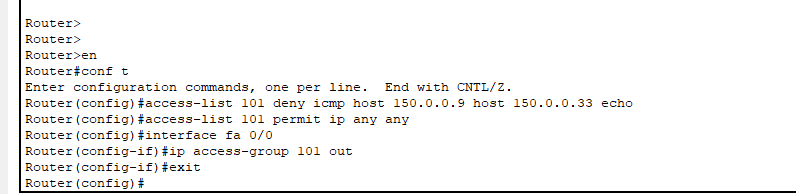 Router>
Router>
Router>en
Router#conf t
Enter configuration commands, one per line.  End with CNTL/Z.
Router(config)#access-list 101 deny icmp host 150.0.0.9 host 150.0.0.33 echo
Router(config)#access-list 101 permit ip any any
Router(config)#interface fa 0/0
Router(config-if)#ip access-group 101 out
Router(config-if)#exit
Router(config)#